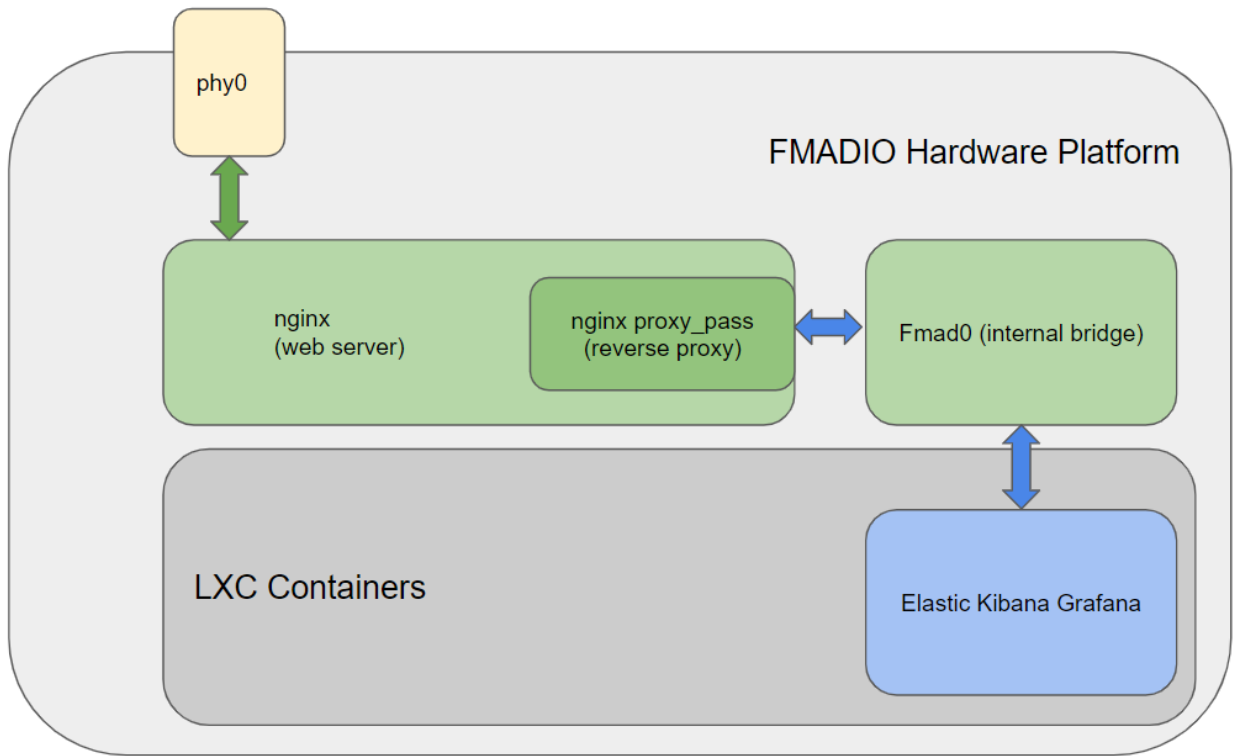 phy0
FMADIO Hardware Platform
nginx
(web server)
nginx proxy_pass
(reverse proxy)
Fmad0 (internal bridge)
LXC Containers
Elastic Kibana Grafana